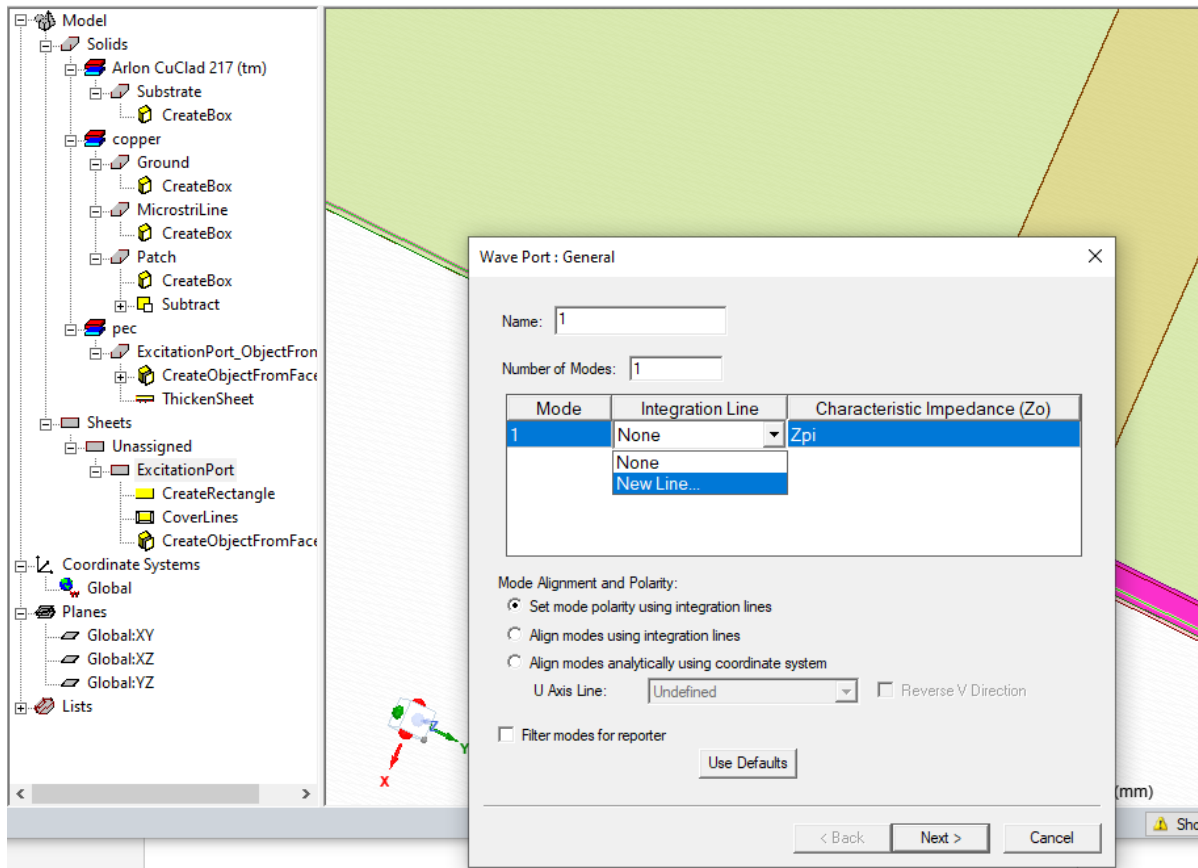 Model
Solids
Arlon CuClad 217 (tm)
Substrate
CreateBox
copper
Ground
CreateBox
MicrostriLine
CreateBox
Patch
CreateBox
Subtract
pec
ExcitationPort_ObjectFron
CreateObjectFromFace
ThickenSheet
Sheets
Unassigned
ExcitationPort
CreateRectangle
CoverLines
CreateObjectFromFace
Coordinate Systems
Global
Planes
Global:XY
Global:XZ
Global:YZ
Lists
Wave Port : General
Name: 1
Number of Modes: 1
Mode Integration Line Characteristic Impedance (Zo)
1 None Zpi
None
New Line...
Mode Alignment and Polarity:
Set mode polarity using integration lines
Align modes using integration lines
Align modes analytically using coordinate system
U Axis Line: Undefined Reverse V Direction
Filter modes for reporter
Use Defaults
< Back Next > Cancel
X
Y
Z
(mm)
Sho